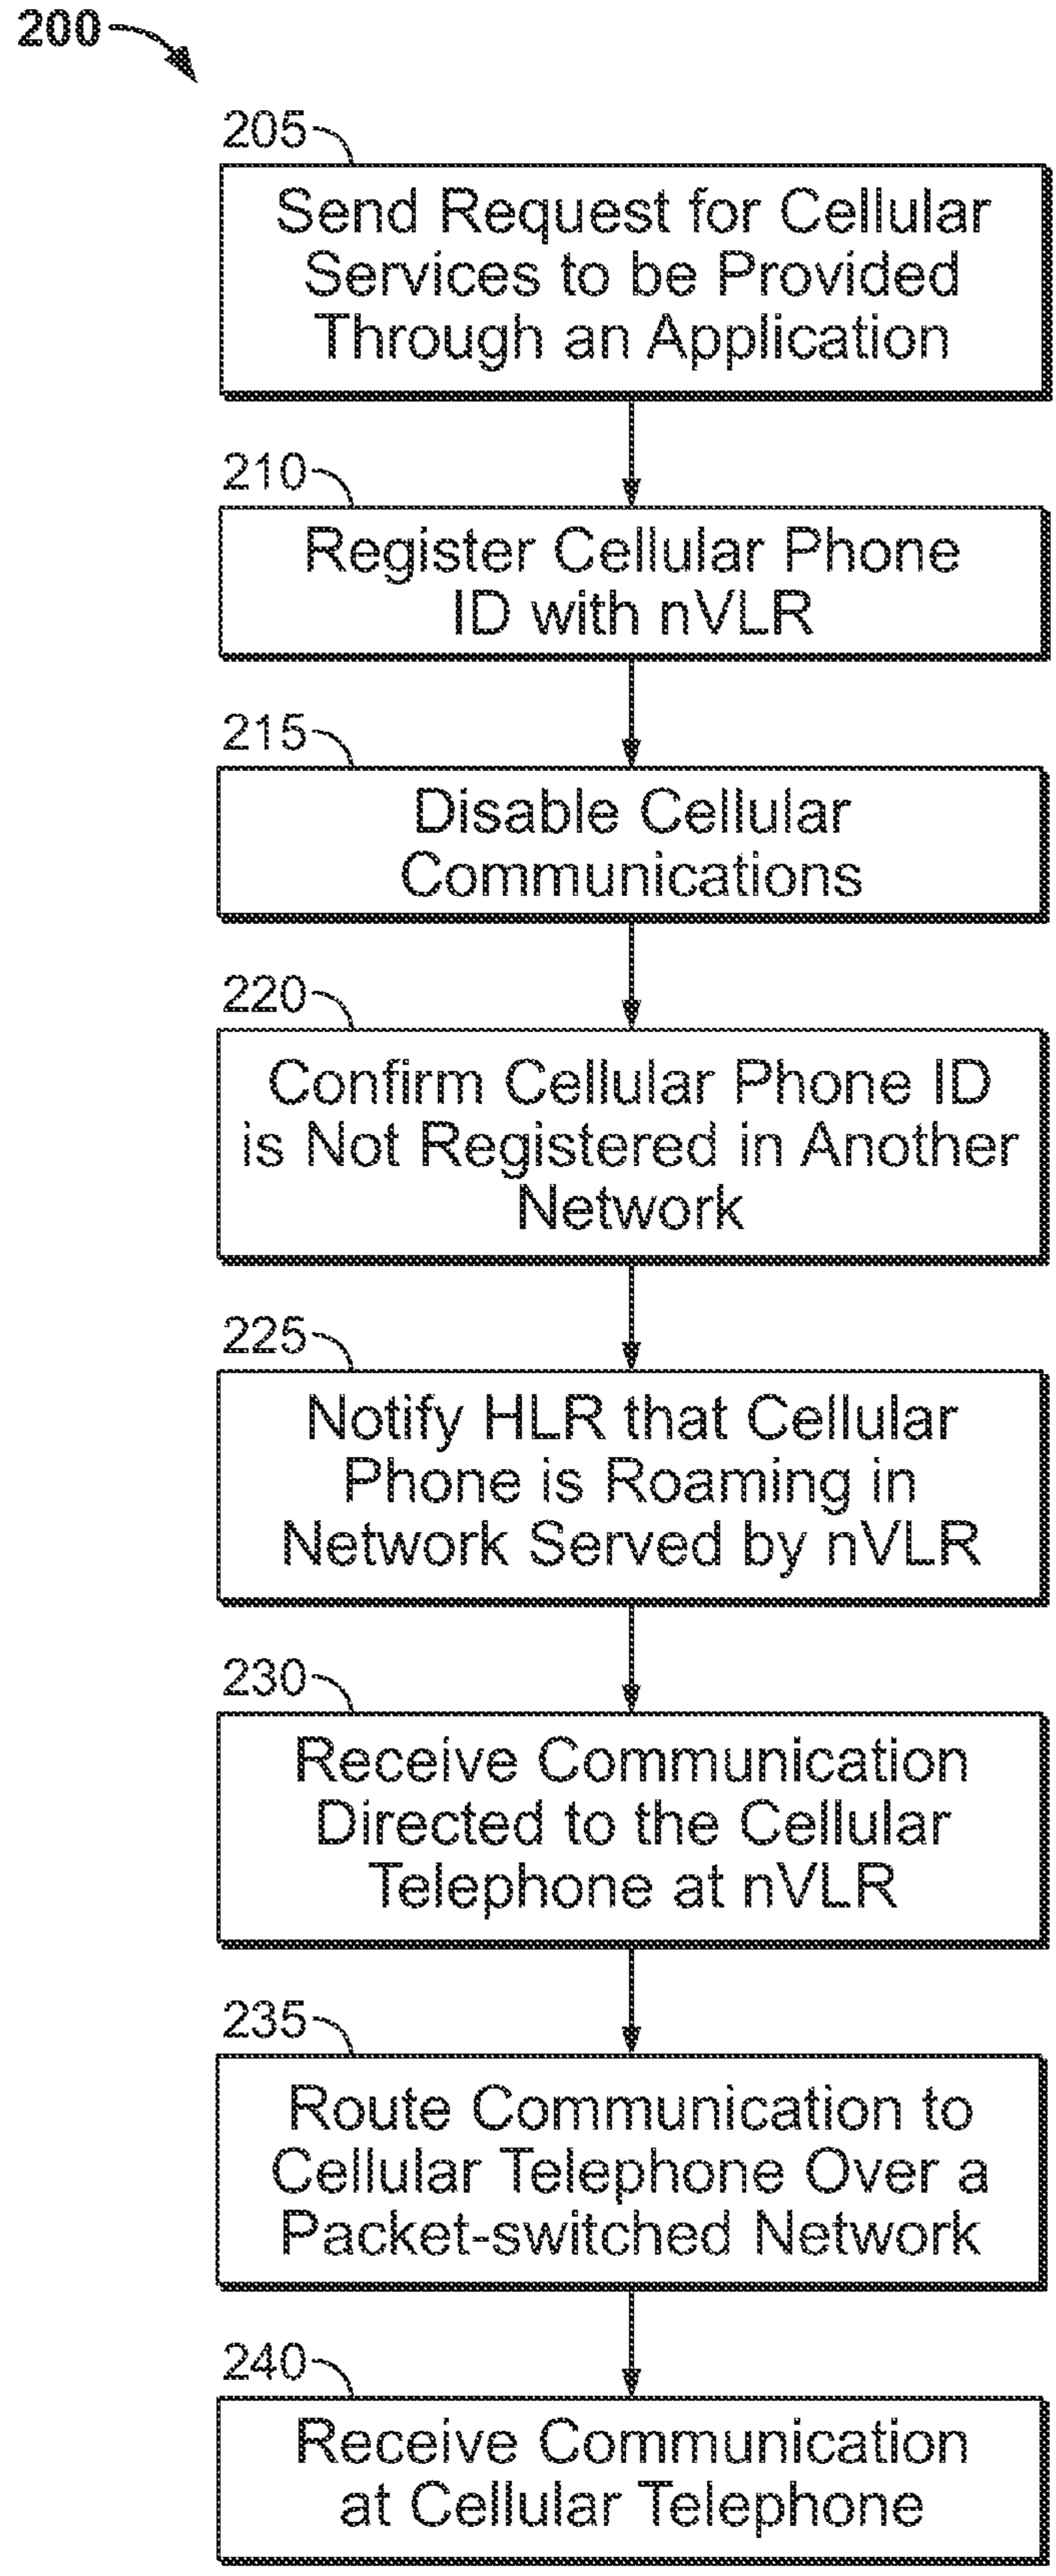 200
205
Send Request for Cellular
Services to be Provided
Through an Application
210
Register Cellular Phone
ID with nVLR
215
Disable Cellular
Communications
220
Confirm Cellular Phone ID
is Not Registered in Another
Network
225
Notify HLR that Cellular
Phone is Roaming in
Network Served by nVLR
230
Receive Communication
Directed to the Cellular
Telephone at nVLR
235
Route Communication to
Cellular Telephone Over a
Packet-switched Network
240
Receive Communication
at Cellular Telephone